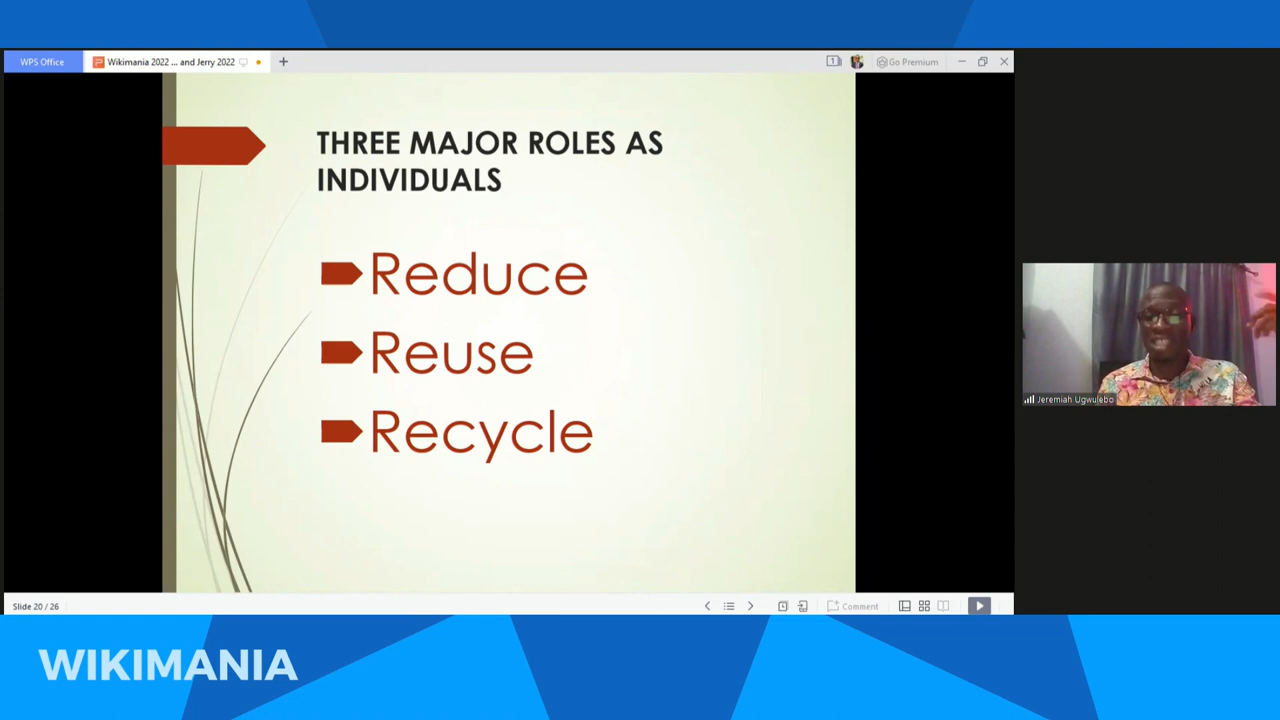 WPS Office
Wikimania 2022 ... and Jerry 2022
1
Go Premium
THREE MAJOR ROLES AS
INDIVIDUALS
Reduce
Reuse
Recycle
Jeremiah Ugwulebo
Slide 20 / 26
Comment
WIKIMANIA